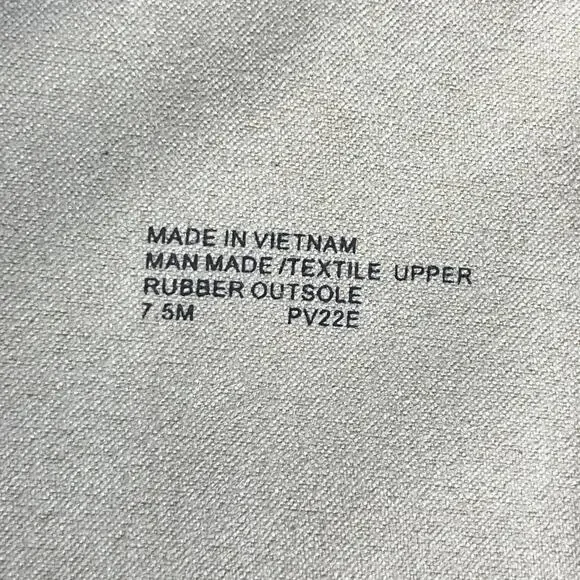 MADE IN VIETNAM
MAN MADE /TEXTILE UPPER
RUBBER OUTSOLE
7.5M PV22E